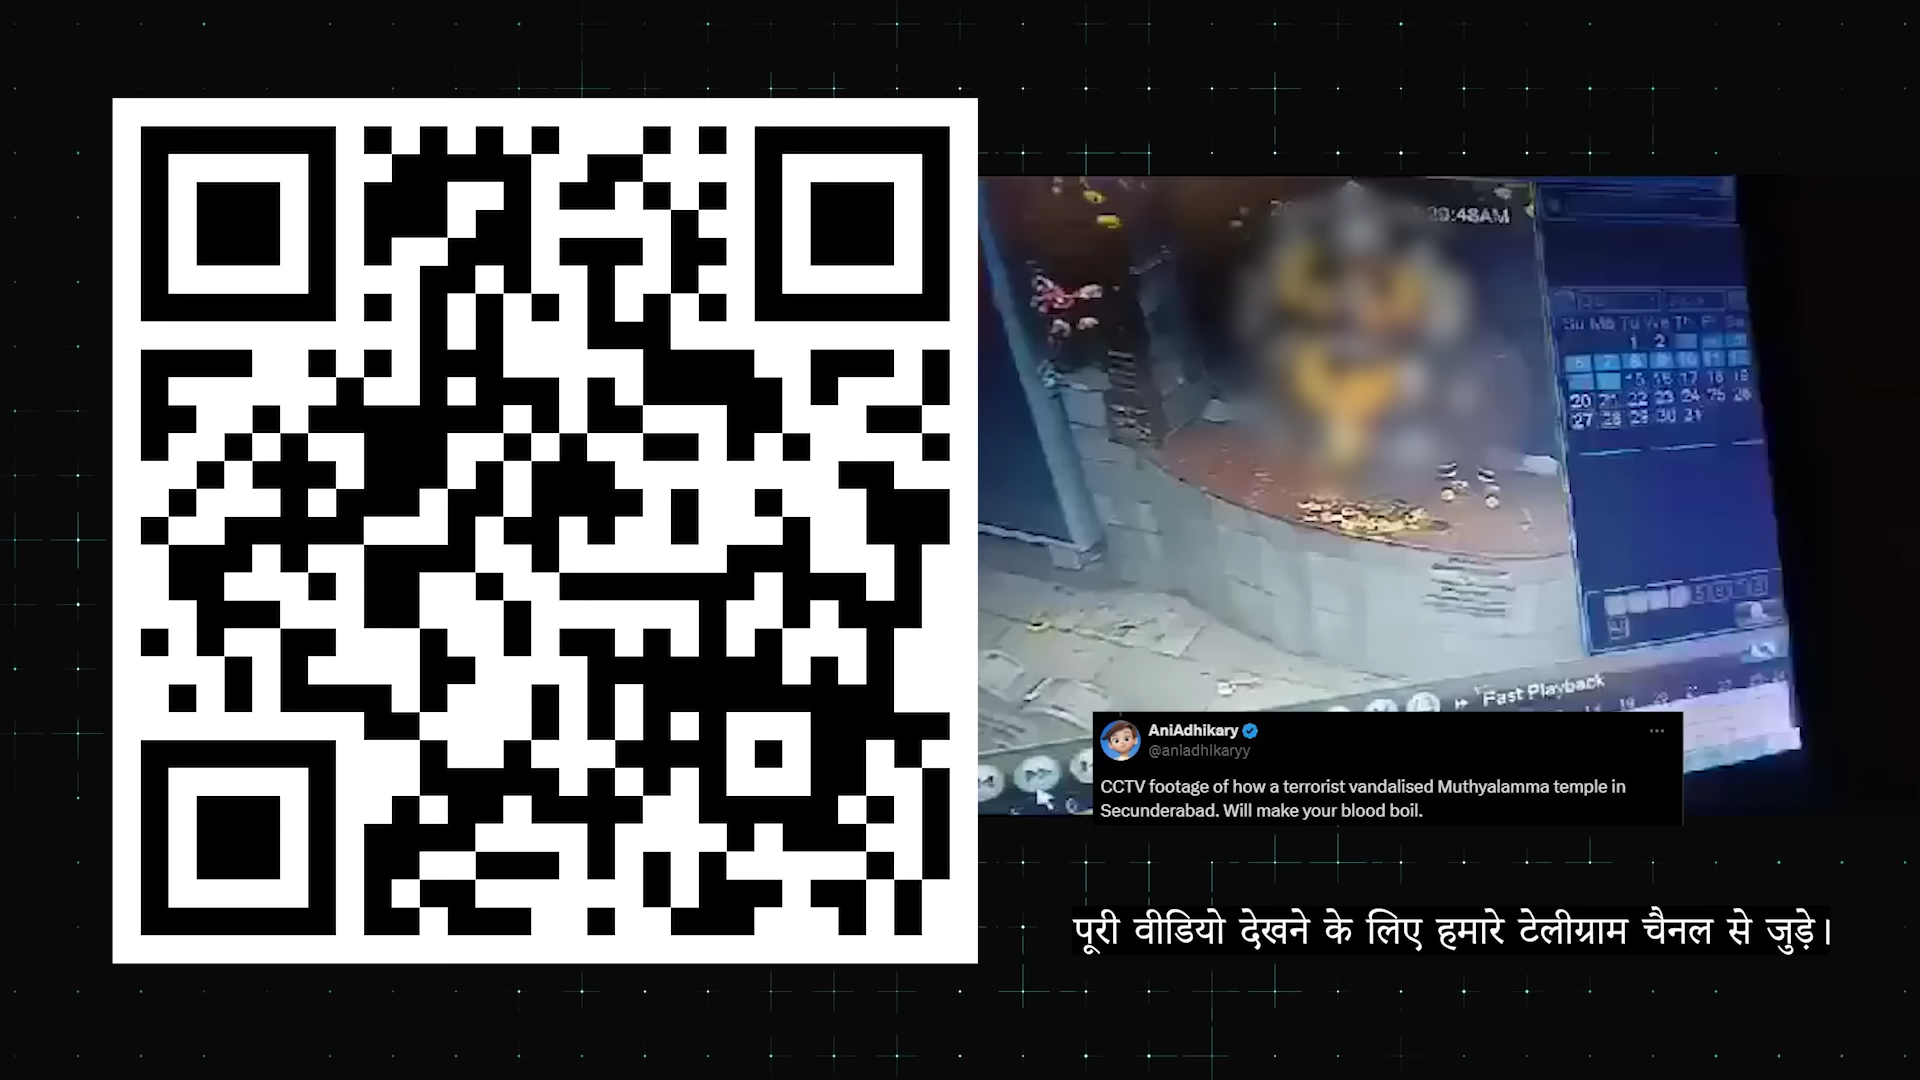 29:48AM
Su Mo Tu We Th Fr Sa
1 2
15 16 17 18 19
20 21 22 23 24 25 26
27 28 29 30 31
Fast Playback
AniAdhikary
@aniadhikaryy
CCTV footage of how a terrorist vandalised Muthyalamma temple in
Secunderabad. Will make your blood boil.
पूरी वीडियो देखने के लिए हमारे टेलीग्राम चैनल से जुड़े।